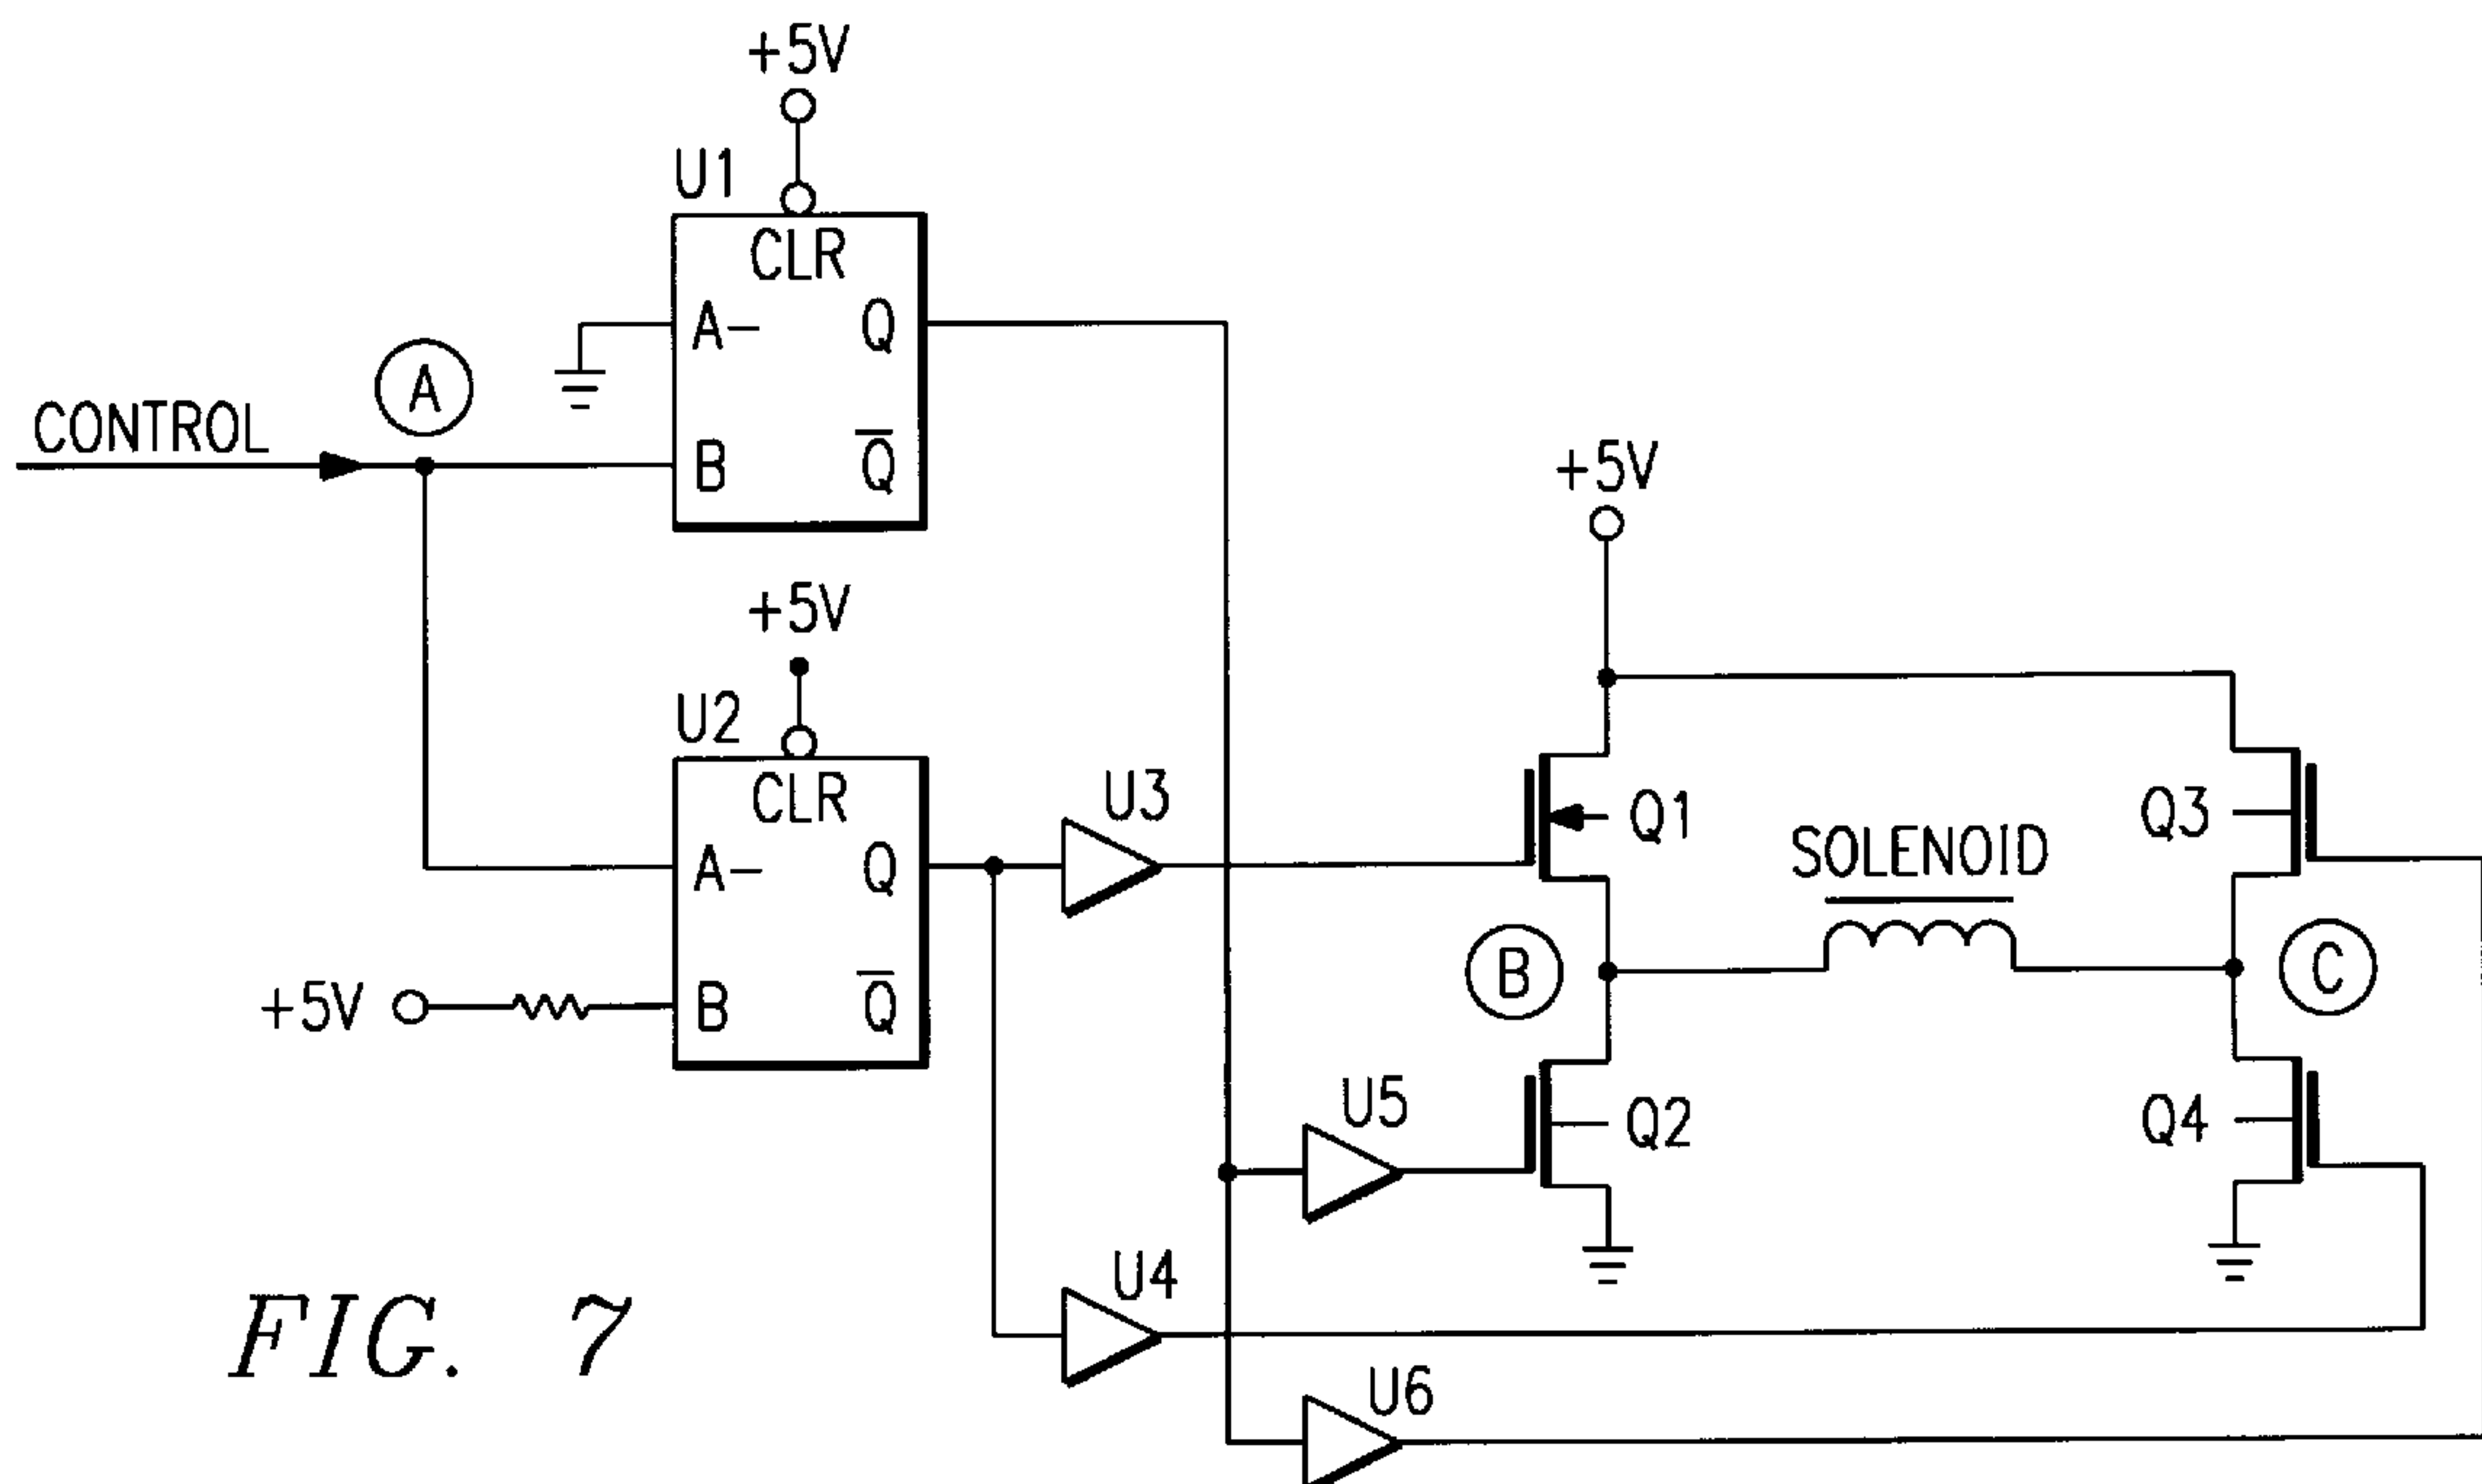 +5V
U1
CLR
A- Q
A
CONTROL
B Q̅
+5V
+5V
U2
CLR
U3
A- Q
Q1
Q3
SOLENOID
+5V
B Q̅
B
C
U5
Q2
Q4
U4
FIG. 7
U6